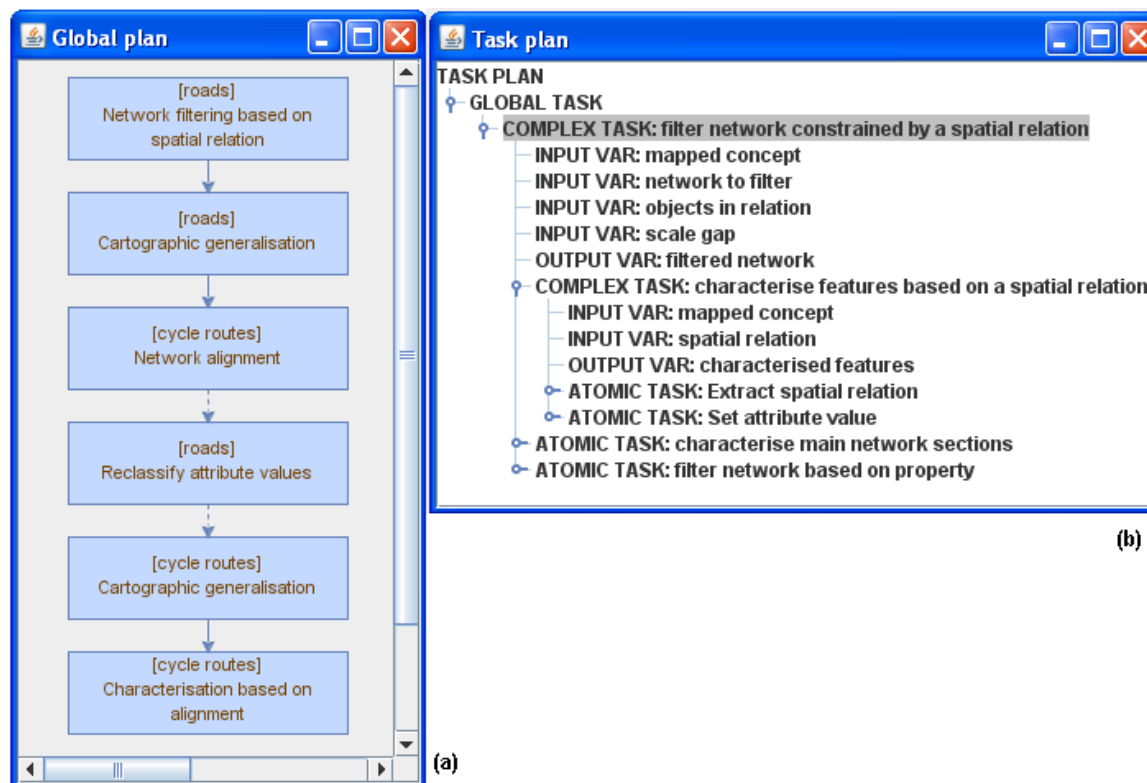 Global plan
[roads]
Network filtering based on
spatial relation
[roads]
Cartographic generalisation
[cycle routes]
Network alignment
[roads]
Reclassify attribute values
[cycle routes]
Cartographic generalisation
[cycle routes]
Characterisation based on
alignment
(a)
Task plan
TASK PLAN
GLOBAL TASK
COMPLEX TASK: filter network constrained by a spatial relation
INPUT VAR: mapped concept
INPUT VAR: network to filter
INPUT VAR: objects in relation
INPUT VAR: scale gap
OUTPUT VAR: filtered network
COMPLEX TASK: characterise features based on a spatial relation
INPUT VAR: mapped concept
INPUT VAR: spatial relation
OUTPUT VAR: characterised features
ATOMIC TASK: Extract spatial relation
ATOMIC TASK: Set attribute value
ATOMIC TASK: characterise main network sections
ATOMIC TASK: filter network based on property
(b)